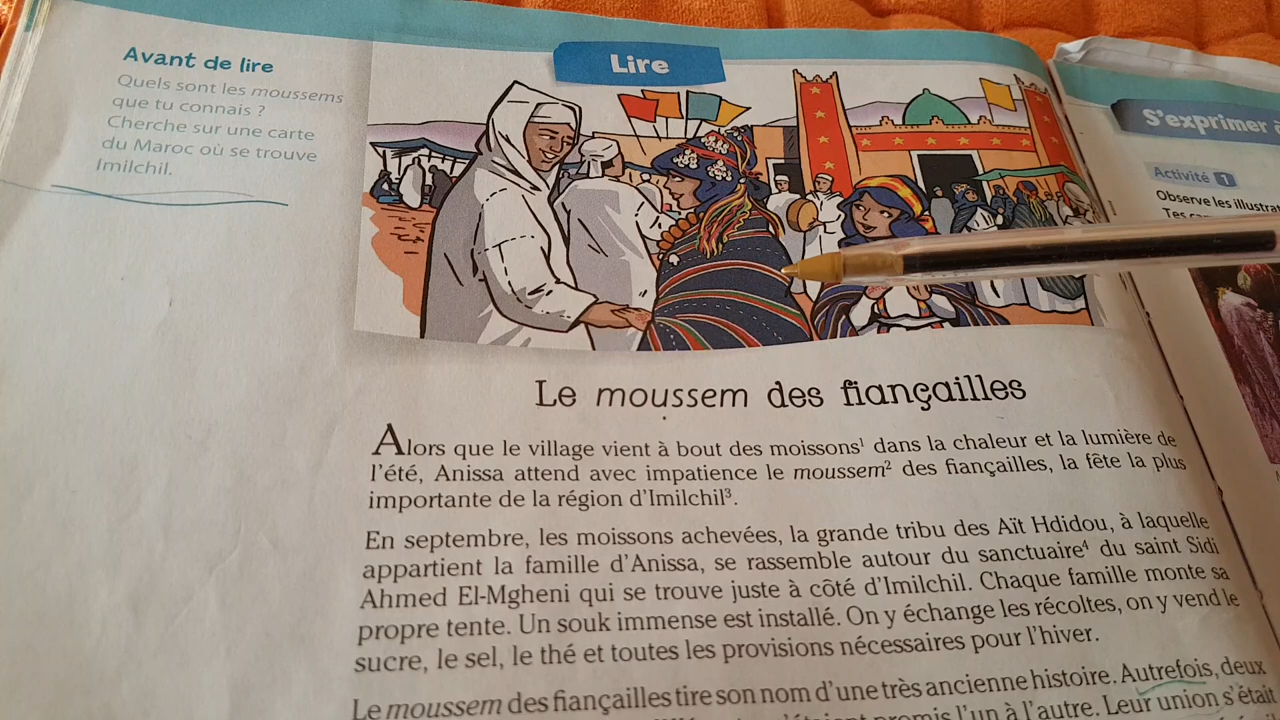 Avant de lire
Quels sont les moussems
que tu connais ?
Cherche sur une carte
du Maroc où se trouve
Imilchil.
Lire
Le moussem des fiançailles
Alors que le village vient à bout des moissons¹ dans la chaleur et la lumière de
l'été, Anissa attend avec impatience le moussem² des fiançailles, la fête la plus
importante de la région d'Imilchil³.
En septembre, les moissons achevées, la grande tribu des Aït Hdidou, à laquelle
appartient la famille d'Anissa, se rassemble autour du sanctuaire⁴ du saint Sidi
Ahmed El-Mgheni qui se trouve juste à côté d'Imilchil. Chaque famille monte sa
propre tente. Un souk immense est installé. On y échange les récoltes, on y vend le
sucre, le sel, le thé et toutes les provisions nécessaires pour l'hiver.
Le moussem des fiançailles tire son nom d'une très ancienne histoire. Autrefois, deux
promis l'un à l'autre. Leur union s'était
S'exprimer
Activité 1
Observe les
Tes